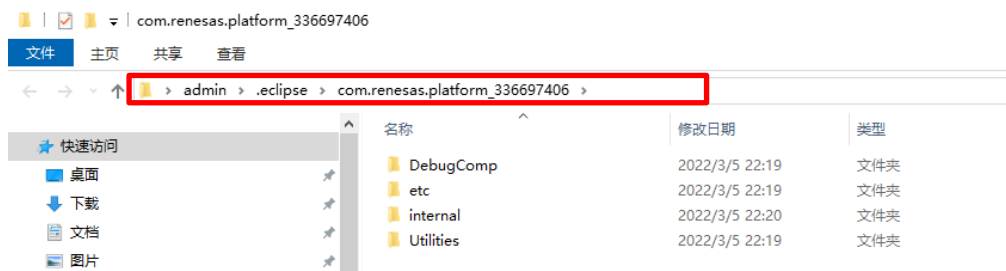 com.renesas.platform_336697406
文件 主页 共享 查看
admin > .eclipse > com.renesas.platform_336697406 >
名称 修改日期 类型
快速访问
桌面
下载
文档
图片
DebugComp 2022/3/5 22:19 文件夹
etc 2022/3/5 22:19 文件夹
internal 2022/3/5 22:20 文件夹
Utilities 2022/3/5 22:19 文件夹